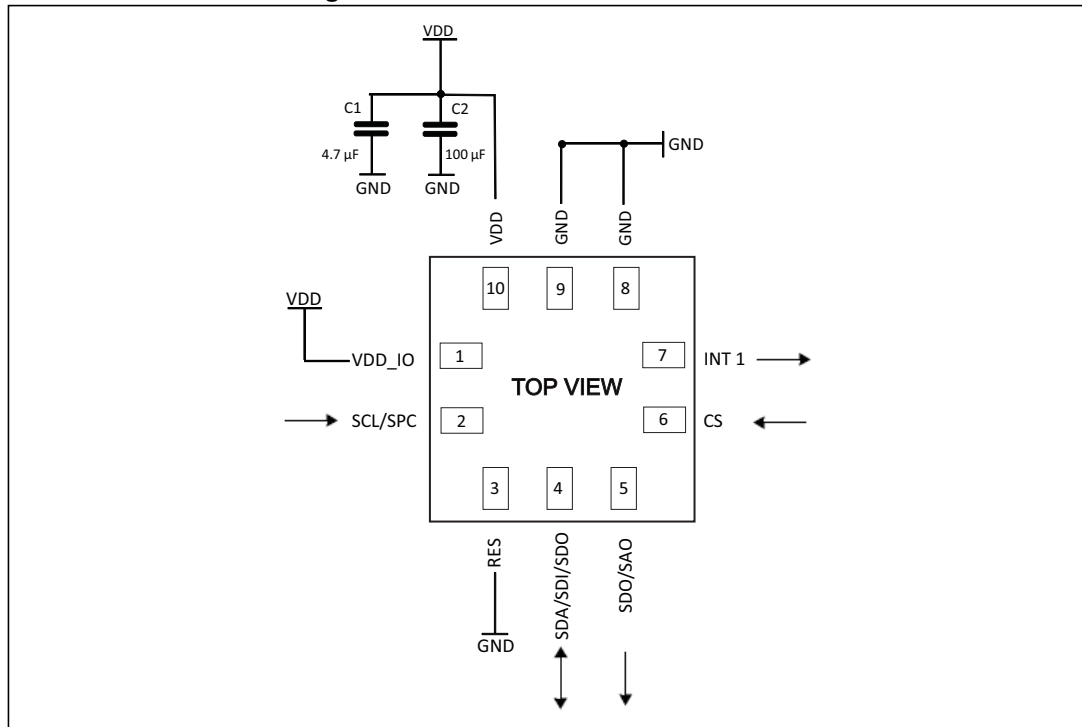 g
VDD
C1
C2
4.7 µF
100 µF
GND
GND
GND
VDD
GND
GND
10
9
8
VDD
VDD_IO
1
7
INT 1
TOP VIEW
SCL/SPC
2
6
CS
3
4
5
RES
SDA/SDI/SDO
SDO/SAO
GND